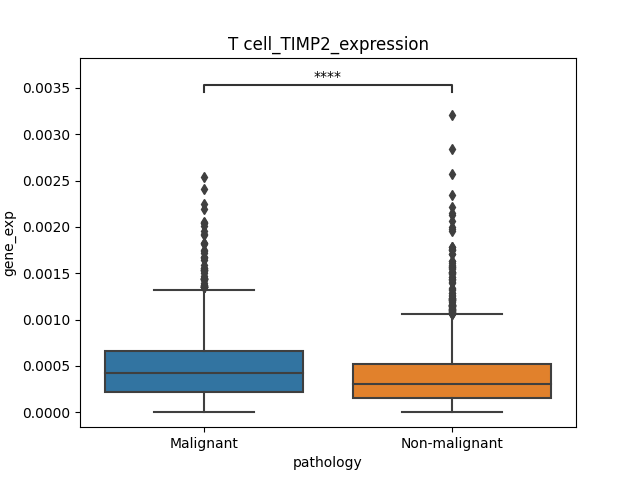 T cell_TIMP2_expression
****
0.0035
0.0030
0.0025
0.0020
0.0015
0.0010
0.0005
0.0000
gene_exp
Malignant
Non-malignant
pathology